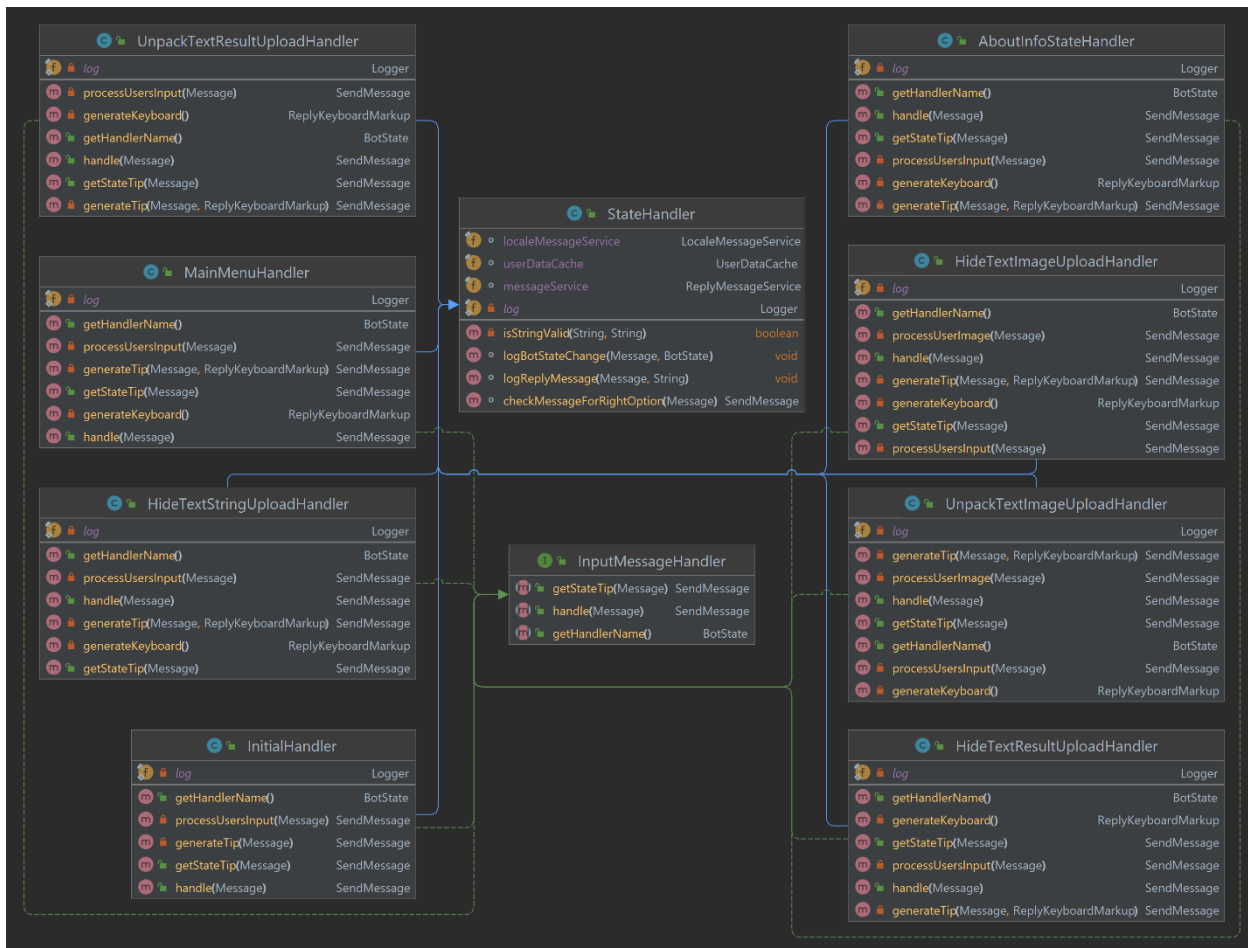 UnpackTextResultUploadHandler
log Logger
processUsersInput(Message) SendMessage
generateKeyboard() ReplyKeyboardMarkup
getHandlerName() BotState
handle(Message) SendMessage
getStateTip(Message) SendMessage
generateTip(Message, ReplyKeyboardMarkup) SendMessage
MainMenuHandler
log Logger
getHandlerName() BotState
processUsersInput(Message) SendMessage
generateTip(Message, ReplyKeyboardMarkup) SendMessage
getStateTip(Message) SendMessage
generateKeyboard() ReplyKeyboardMarkup
handle(Message) SendMessage
HideTextStringUploadHandler
log Logger
getHandlerName() BotState
processUsersInput(Message) SendMessage
handle(Message) SendMessage
generateTip(Message, ReplyKeyboardMarkup) SendMessage
generateKeyboard() ReplyKeyboardMarkup
getStateTip(Message) SendMessage
InitialHandler
log Logger
getHandlerName() BotState
processUsersInput(Message) SendMessage
generateTip(Message) SendMessage
getStateTip(Message) SendMessage
handle(Message) SendMessage
StateHandler
localeMessageService LocaleMessageService
userDataCache UserDataCache
messageService ReplyMessageService
log Logger
isStringValid(String, String) boolean
logBotStateChange(Message, BotState) void
logReplyMessage(Message, String) void
checkMessageForRightOption(Message) SendMessage
InputMessageHandler
getStateTip(Message) SendMessage
handle(Message) SendMessage
getHandlerName() BotState
AboutInfoStateHandler
log Logger
getHandlerName() BotState
handle(Message) SendMessage
getStateTip(Message) SendMessage
processUsersInput(Message) SendMessage
generateKeyboard() ReplyKeyboardMarkup
generateTip(Message, ReplyKeyboardMarkup) SendMessage
HideTextImageUploadHandler
log Logger
getHandlerName() BotState
processUserImage(Message) SendMessage
handle(Message) SendMessage
generateTip(Message, ReplyKeyboardMarkup) SendMessage
generateKeyboard() ReplyKeyboardMarkup
getStateTip(Message) SendMessage
processUsersInput(Message) SendMessage
UnpackTextImageUploadHandler
log Logger
generateTip(Message, ReplyKeyboardMarkup) SendMessage
processUserImage(Message) SendMessage
handle(Message) SendMessage
getStateTip(Message) SendMessage
getHandlerName() BotState
processUsersInput(Message) SendMessage
generateKeyboard() ReplyKeyboardMarkup
HideTextResultUploadHandler
log Logger
getHandlerName() BotState
generateKeyboard() ReplyKeyboardMarkup
getStateTip(Message) SendMessage
processUsersInput(Message) SendMessage
handle(Message) SendMessage
generateTip(Message, ReplyKeyboardMarkup) SendMessage